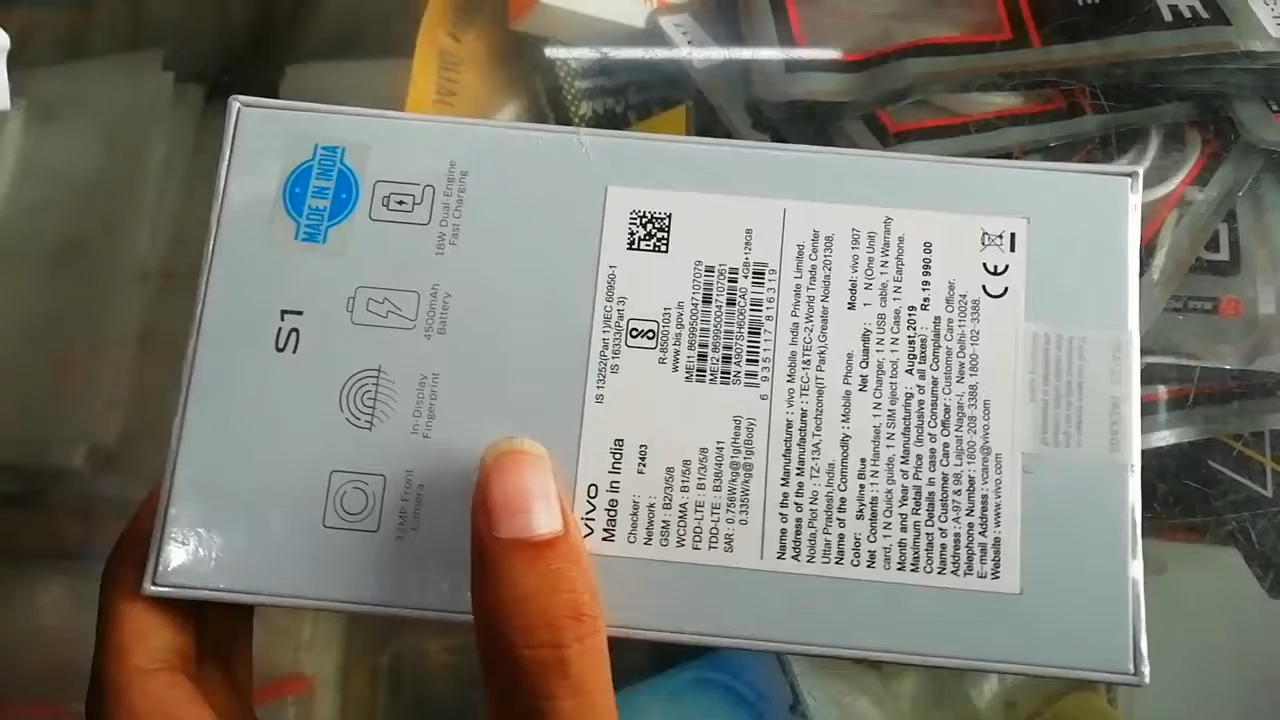 MADE IN INDIA
S1
32MP Front
Camera
In-Display
Fingerprint
4500mAh
Battery
18W Dual-Engine
Fast Charging
vivo
Made in India
Checker: F2403
Network:
GSM : B2/3/5/8
WCDMA : B1/5/8
FDD-LTE : B1/3/5/8
TDD-LTE : B38/40/41
SAR : 0.756W/kg@1g(Head)
0.335W/kg@1g(Body)
IS 13252(Part 1)/IEC 60950-1
IS 16333(Part 3)
R-85001031
www.bis.gov.in
IMEI1 869950047107079
IMEI2 869950047107061
SN A907SH606CA0 4GB+128GB
6 935117 816319
Name of the Manufacturer : vivo Mobile India Private Limited.
Address of the Manufacturer : TEC-1&TEC-2,World Trade Center
Noida,Plot No : TZ-13A,Techzone(IT Park),Greater Noida:201308,
Uttar Pradesh,India.
Name of the Commodity : Mobile Phone. Model: vivo 1907
Color: Skyline Blue Net Quantity: 1 N (One Unit)
Net Contents : 1 N Handset, 1 N Charger, 1 N USB cable, 1 N Warranty
card, 1 N Quick guide, 1 N SIM eject tool, 1 N Case, 1 N Earphone.
Month and Year of Manufacturing: August,2019
Maximum Retail Price (inclusive of all taxes) : Rs.19 990.00
Contact Details in case of Consumer Complaints
Name of Customer Care Officer : Customer Care Officer.
Address : A-97 & 98, Lajpat Nagar-I, New Delhi-110024.
Telephone Number : 1800-208-3388, 1800-102-3388.
E-mail Address : vcare@vivo.com
Website : www.vivo.com
CE